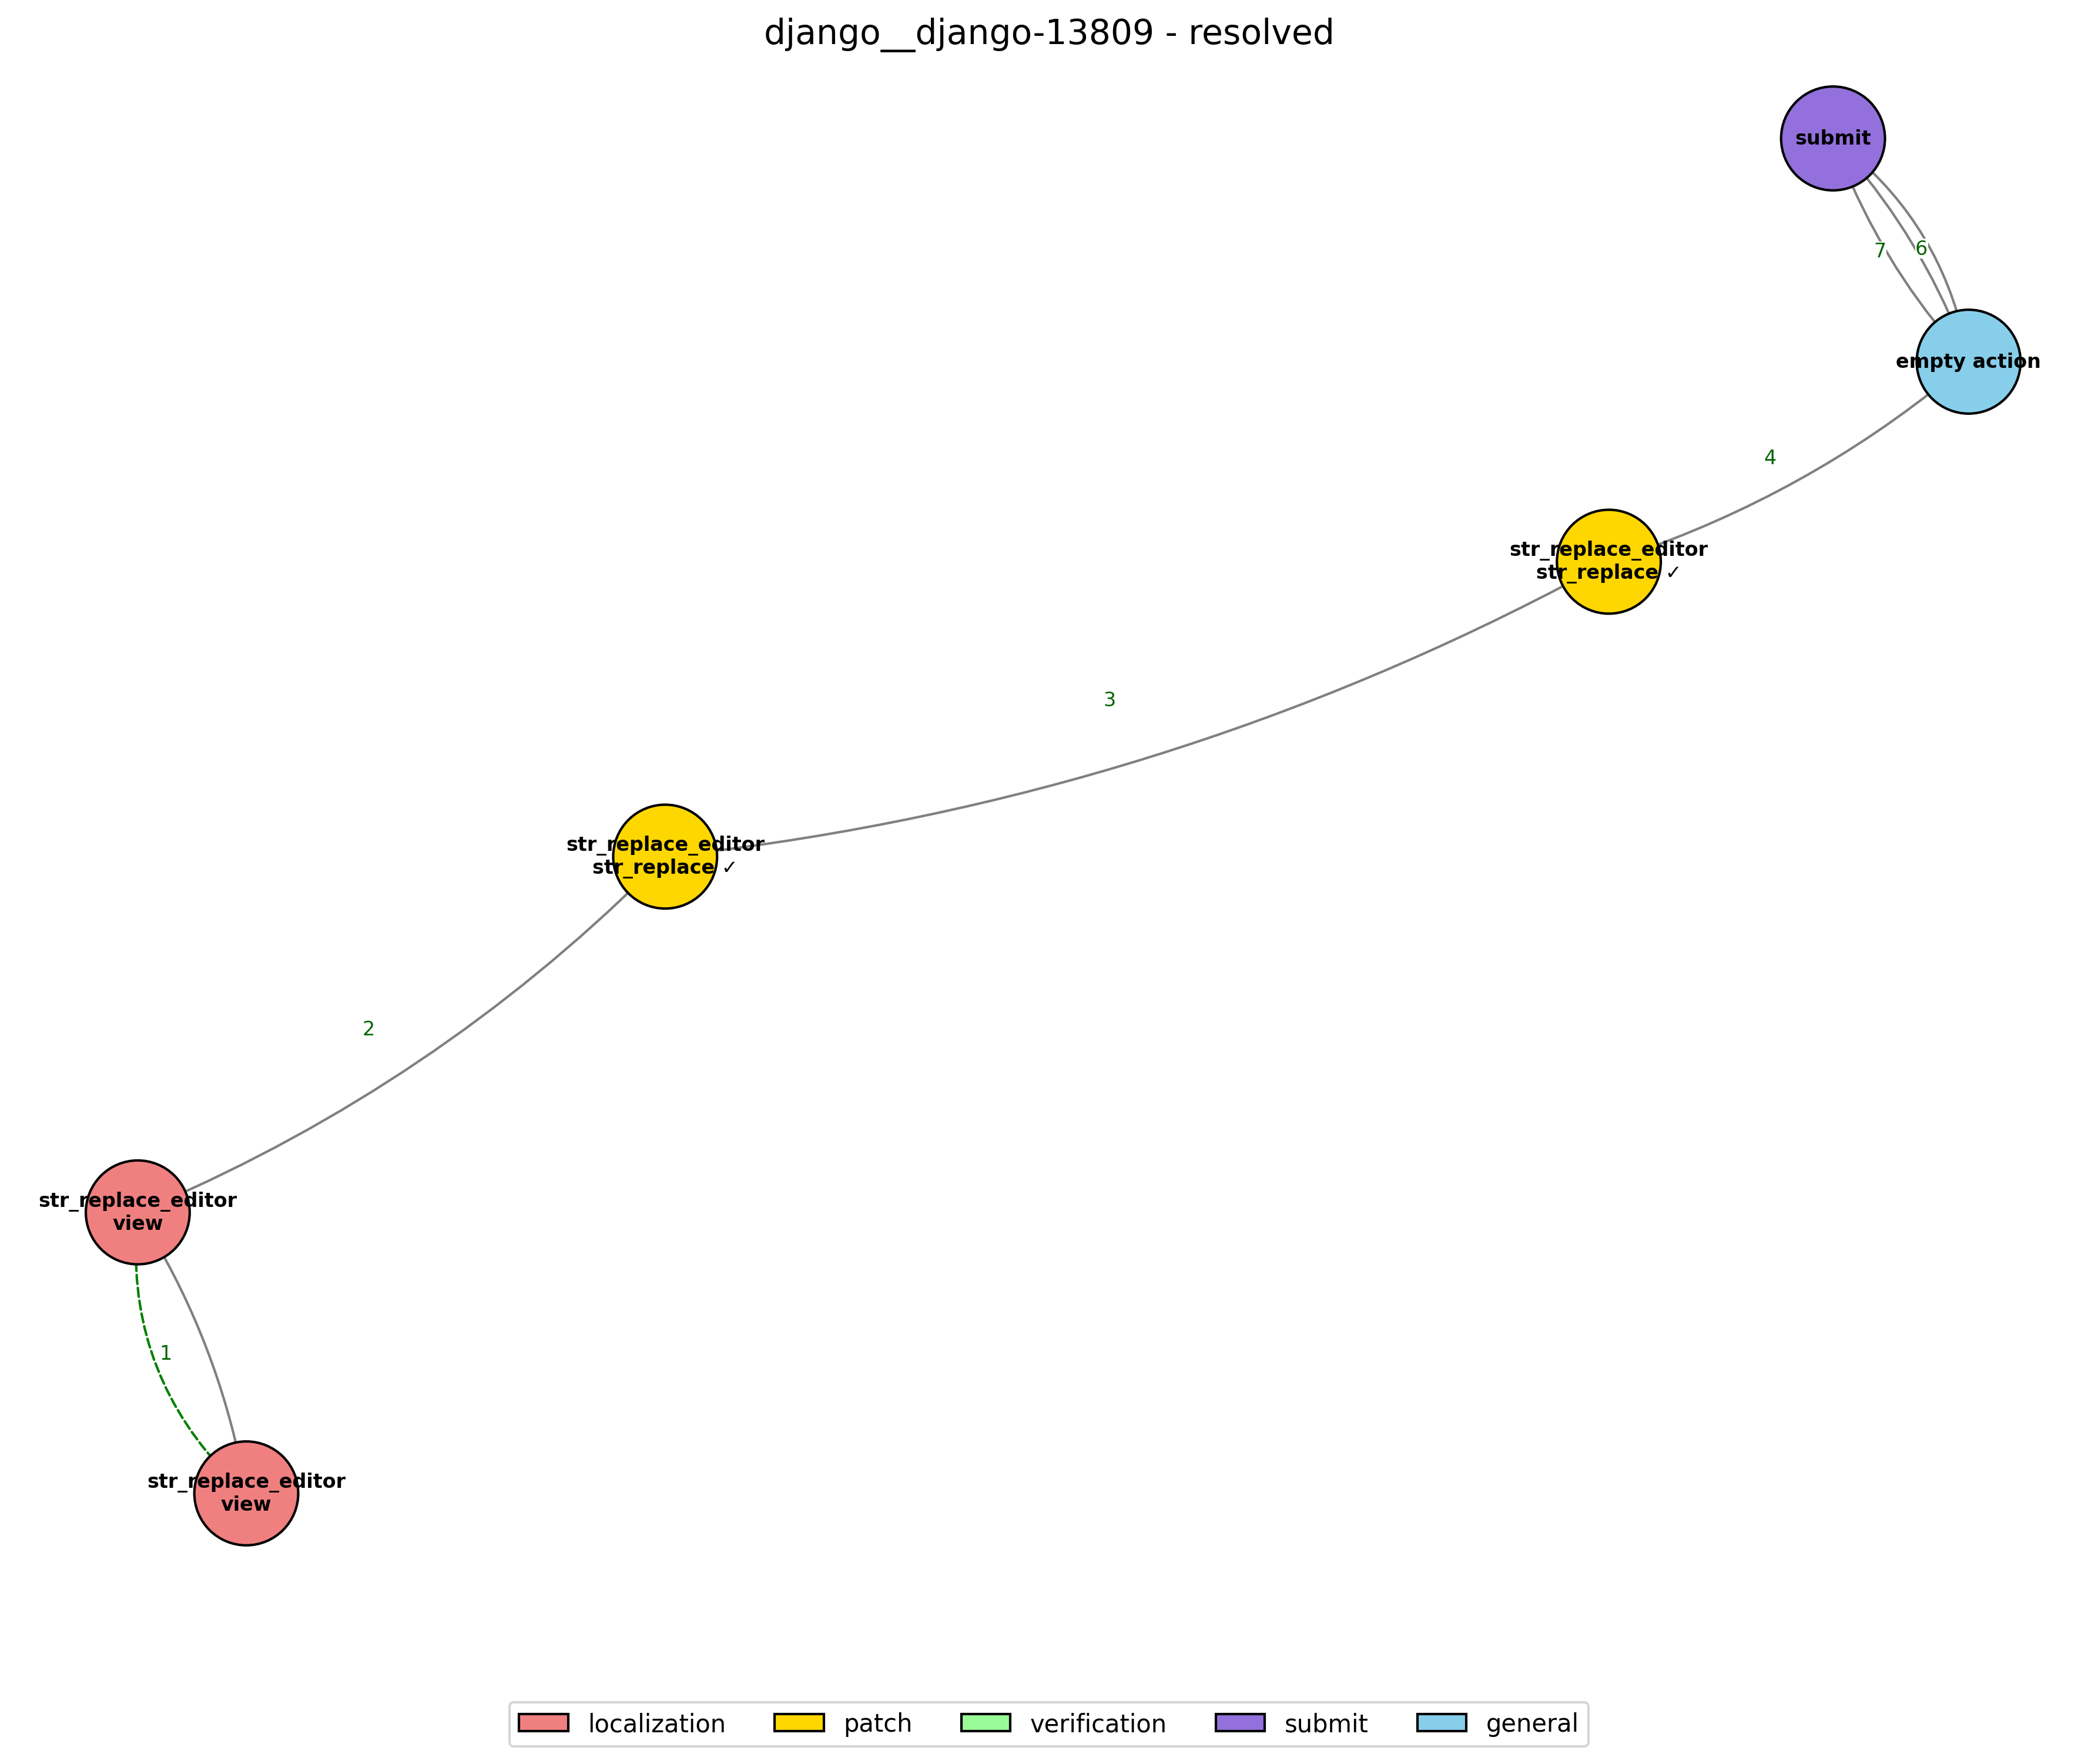 django__django-13809 - resolved
submit
7
6
empty action
4
str_replace_editor
str_replace ✓
3
str_replace_editor
str_replace ✓
2
str_replace_editor
view
1
str_replace_editor
view
localization
patch
verification
submit
general